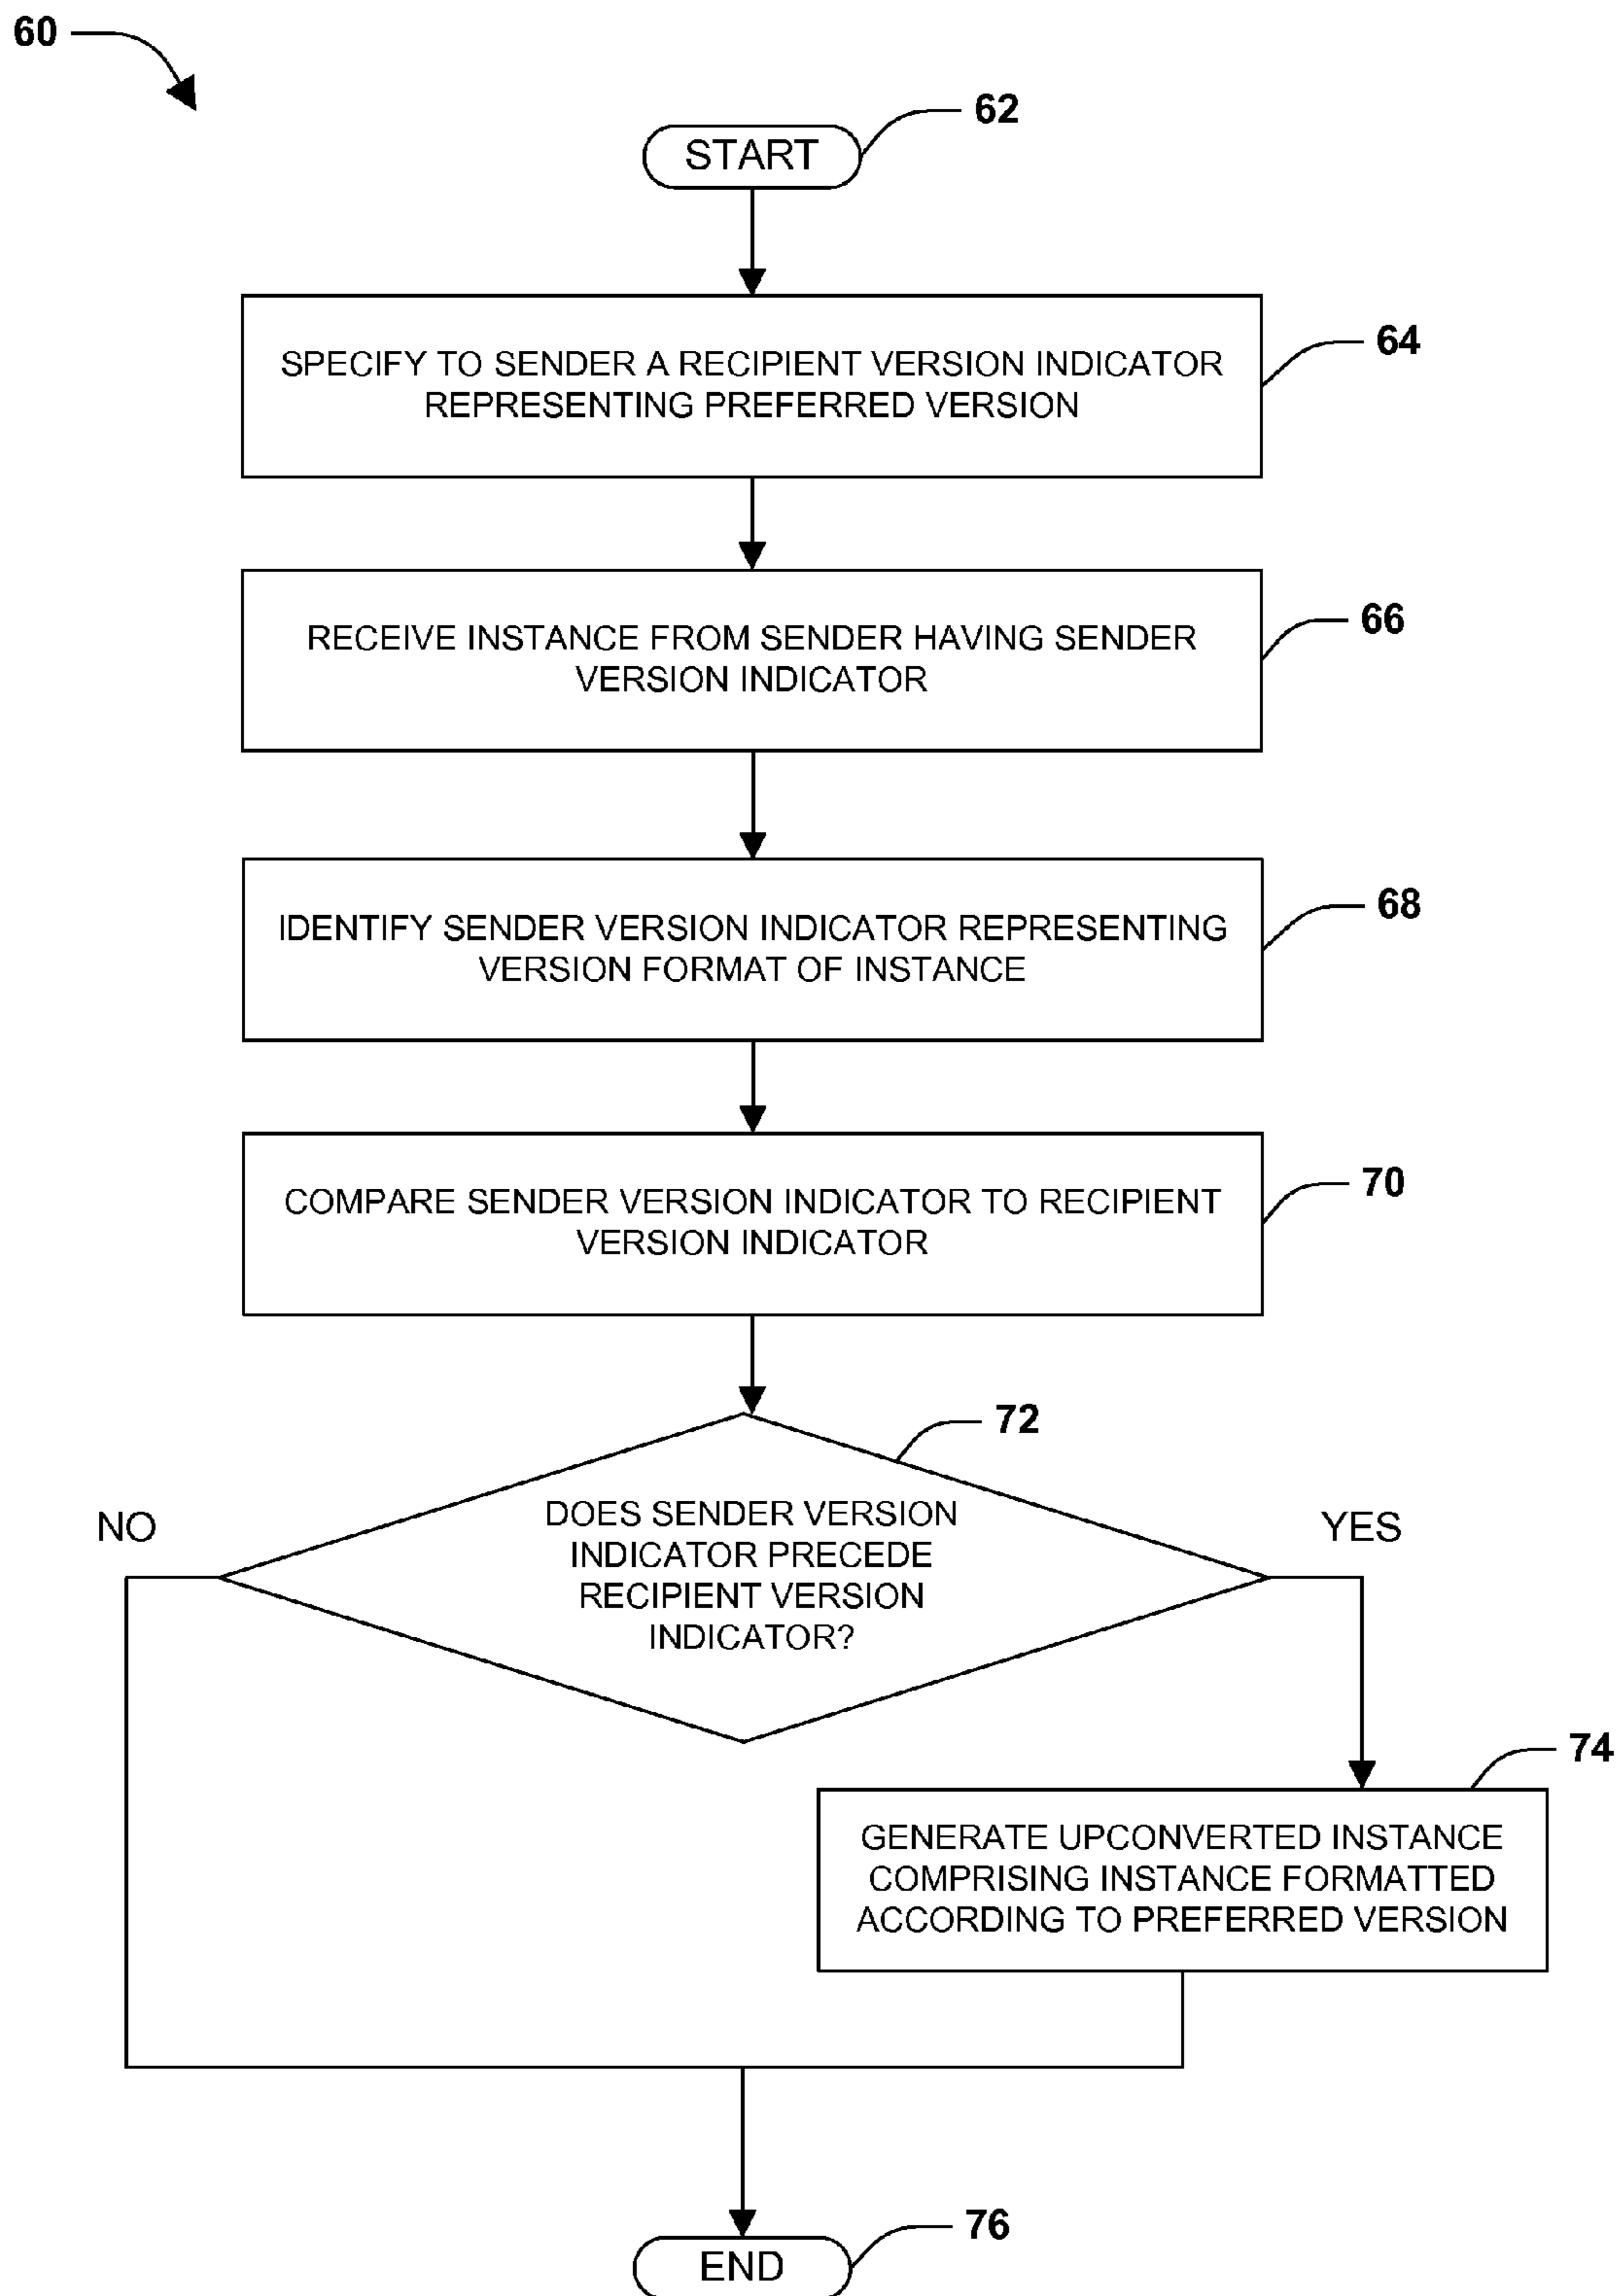 60
62
START
64
SPECIFY TO SENDER A RECIPIENT VERSION INDICATOR
REPRESENTING PREFERRED VERSION
66
RECEIVE INSTANCE FROM SENDER HAVING SENDER
VERSION INDICATOR
68
IDENTIFY SENDER VERSION INDICATOR REPRESENTING
VERSION FORMAT OF INSTANCE
70
COMPARE SENDER VERSION INDICATOR TO RECIPIENT
VERSION INDICATOR
72
NO
DOES SENDER VERSION
INDICATOR PRECEDE
RECIPIENT VERSION
INDICATOR?
YES
74
GENERATE UPCONVERTED INSTANCE
COMPRISING INSTANCE FORMATTED
ACCORDING TO PREFERRED VERSION
76
END